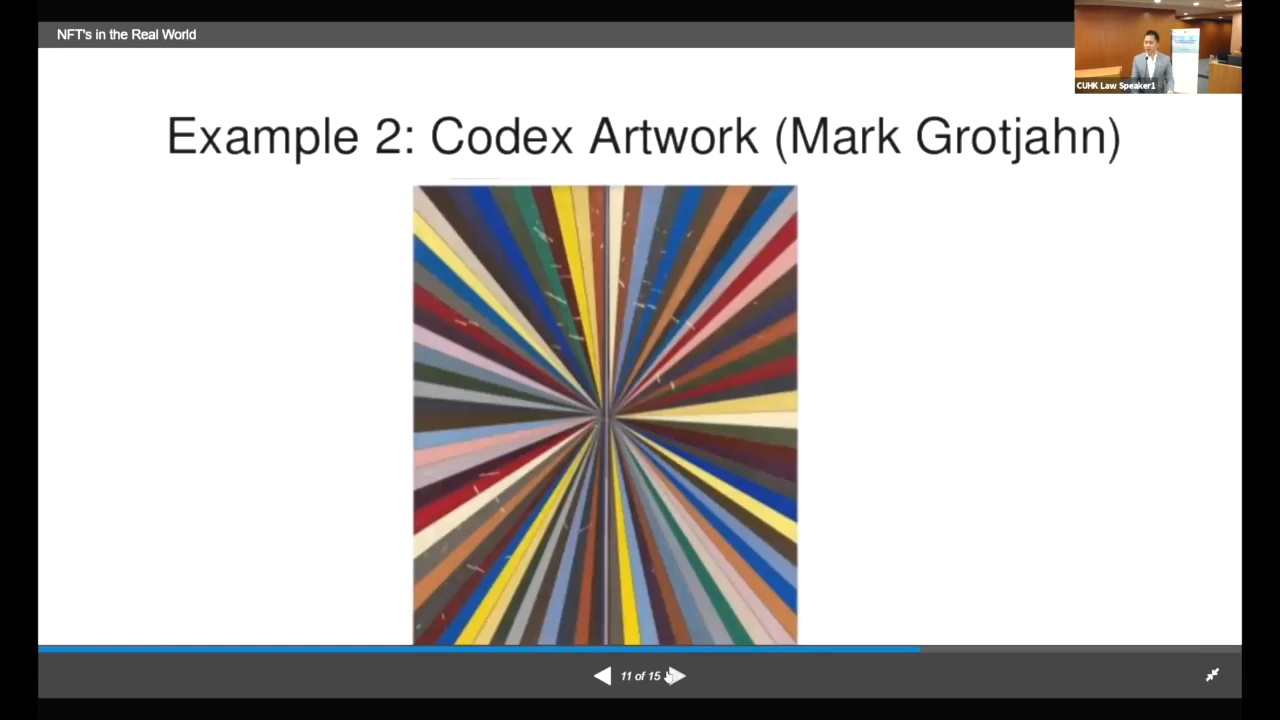 NFT's in the Real World
CUHK Law Speaker1
Example 2: Codex Artwork (Mark Grotjahn)
11 of 15